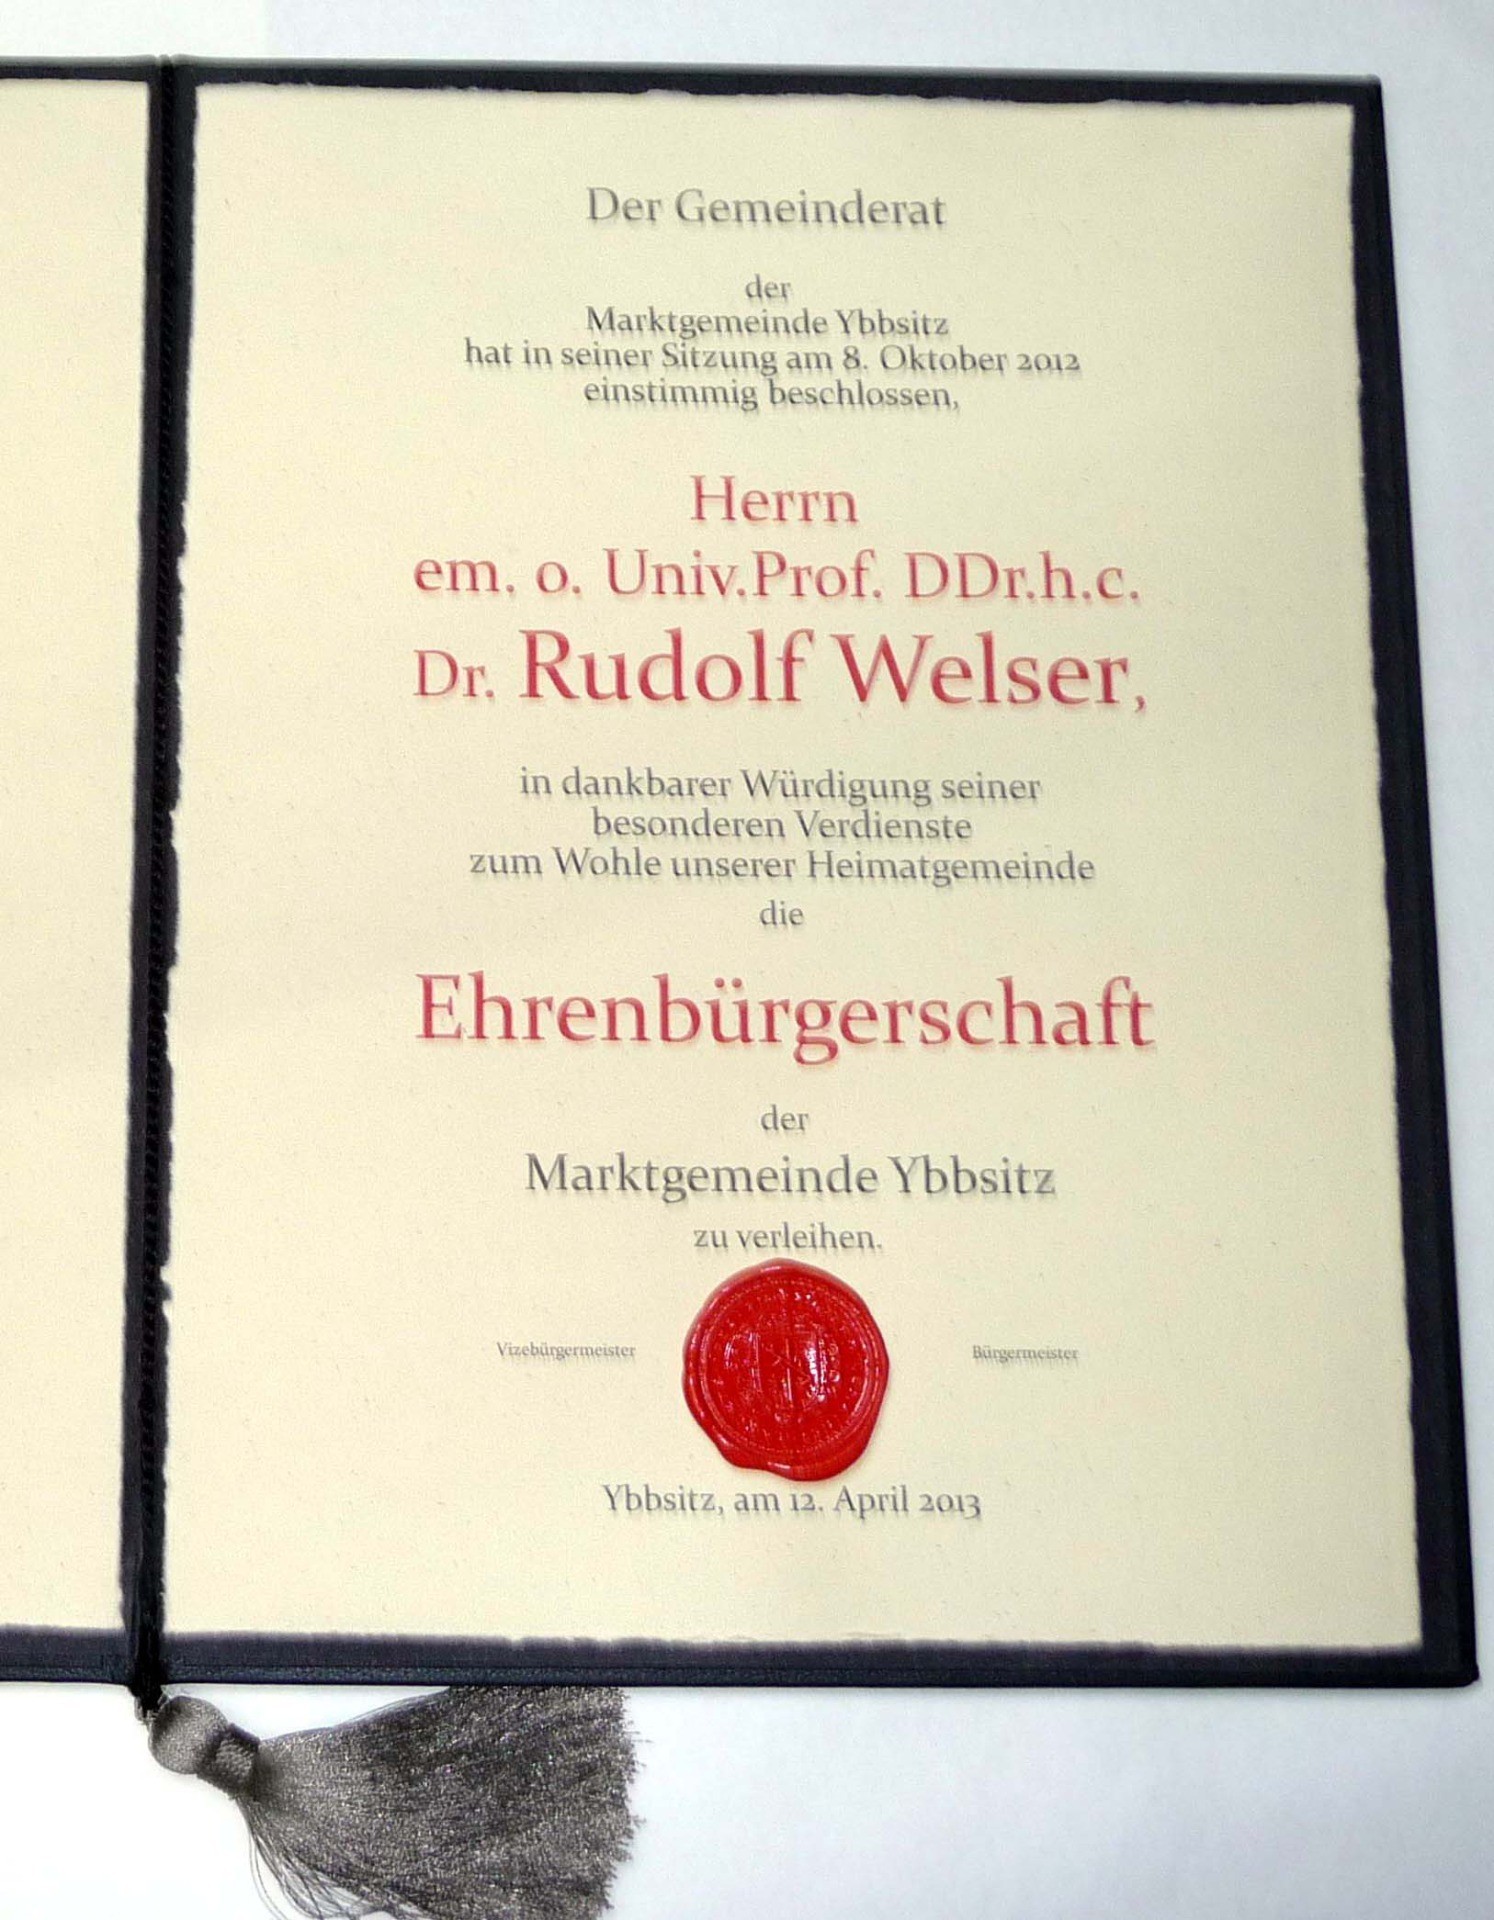 Der Gemeinderat
der
Marktgemeinde Ybbsitz
hat in seiner Sitzung am 8. Oktober 2012
einstimmig beschlossen,
Herrn
em. o. Univ.Prof. DDr.h.c.
Dr. Rudolf Welser,
in dankbarer Würdigung seiner
besonderen Verdienste
zum Wohle unserer Heimatgemeinde
die
Ehrenbürgerschaft
der
Marktgemeinde Ybbsitz
zu verleihen.
Vizebürgermeister
Bürgermeister
Ybbsitz, am 12. April 2013